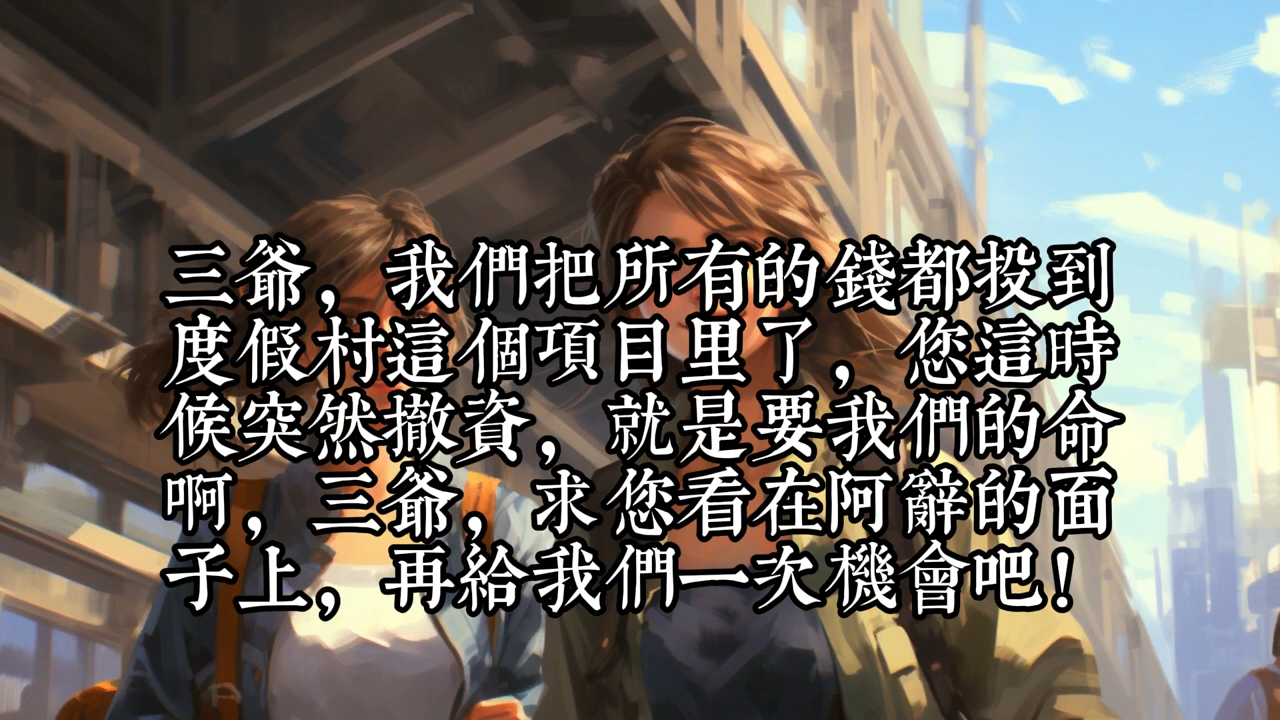 三爺，我們把所有的錢都投到
度假村這個項目里了，您這時
候突然撤資，就是要我們的命
啊，三爺，求您看在阿辭的面
子上，再給我們一次機會吧！